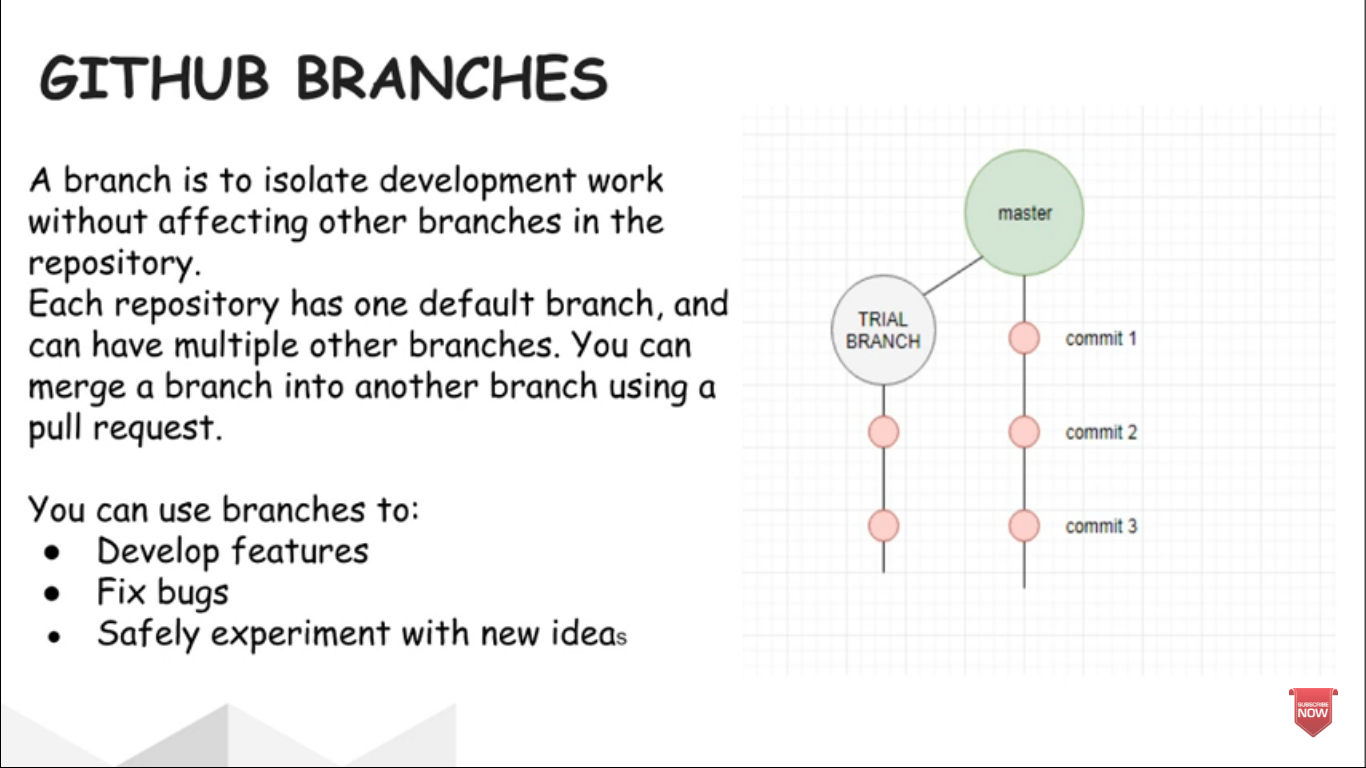 GITHUB BRANCHES
A branch is to isolate development work
without affecting other branches in the
repository.
Each repository has one default branch, and
can have multiple other branches. You can
merge a branch into another branch using a
pull request.
You can use branches to:
● Develop features
● Fix bugs
● Safely experiment with new ideas
master
TRIAL
BRANCH
commit 1
commit 2
commit 3
SUBSCRIBE
NOW